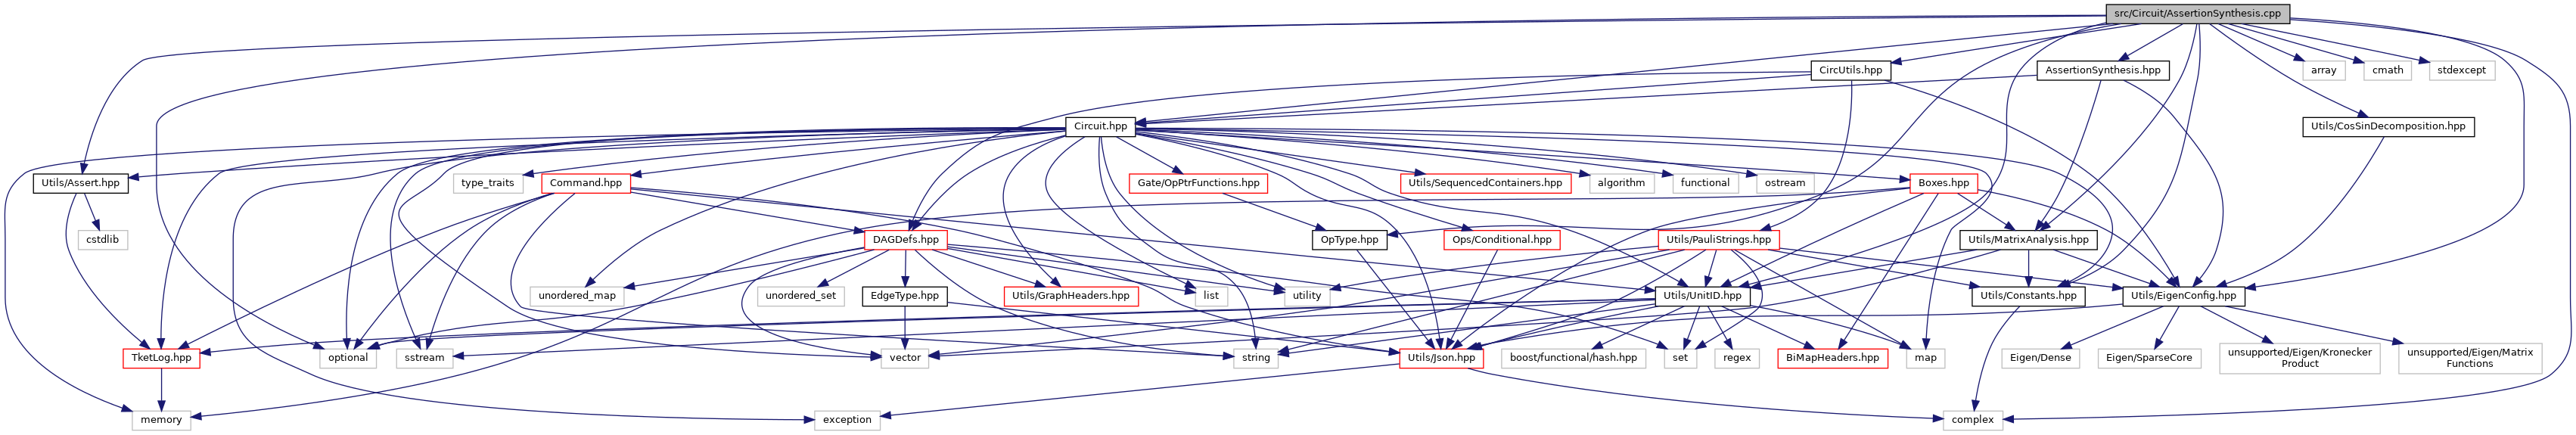 src/Circuit/AssertionSynthesis.cpp
CircUtils.hpp
AssertionSynthesis.hpp
array
cmath
stdexcept
Circuit.hpp
Utils/CosSinDecomposition.hpp
Utils/Assert.hpp
type_traits
Command.hpp
Gate/OpPtrFunctions.hpp
Utils/SequencedContainers.hpp
algorithm
functional
ostream
Boxes.hpp
cstdlib
DAGDefs.hpp
OpType.hpp
Ops/Conditional.hpp
Utils/PauliStrings.hpp
Utils/MatrixAnalysis.hpp
unordered_map
unordered_set
EdgeType.hpp
Utils/GraphHeaders.hpp
list
utility
Utils/UnitID.hpp
Utils/Constants.hpp
Utils/EigenConfig.hpp
TketLog.hpp
optional
sstream
vector
string
Utils/Json.hpp
boost/functional/hash.hpp
set
regex
BiMapHeaders.hpp
map
Eigen/Dense
Eigen/SparseCore
unsupported/Eigen/Kronecker
Product
unsupported/Eigen/Matrix
Functions
memory
exception
complex